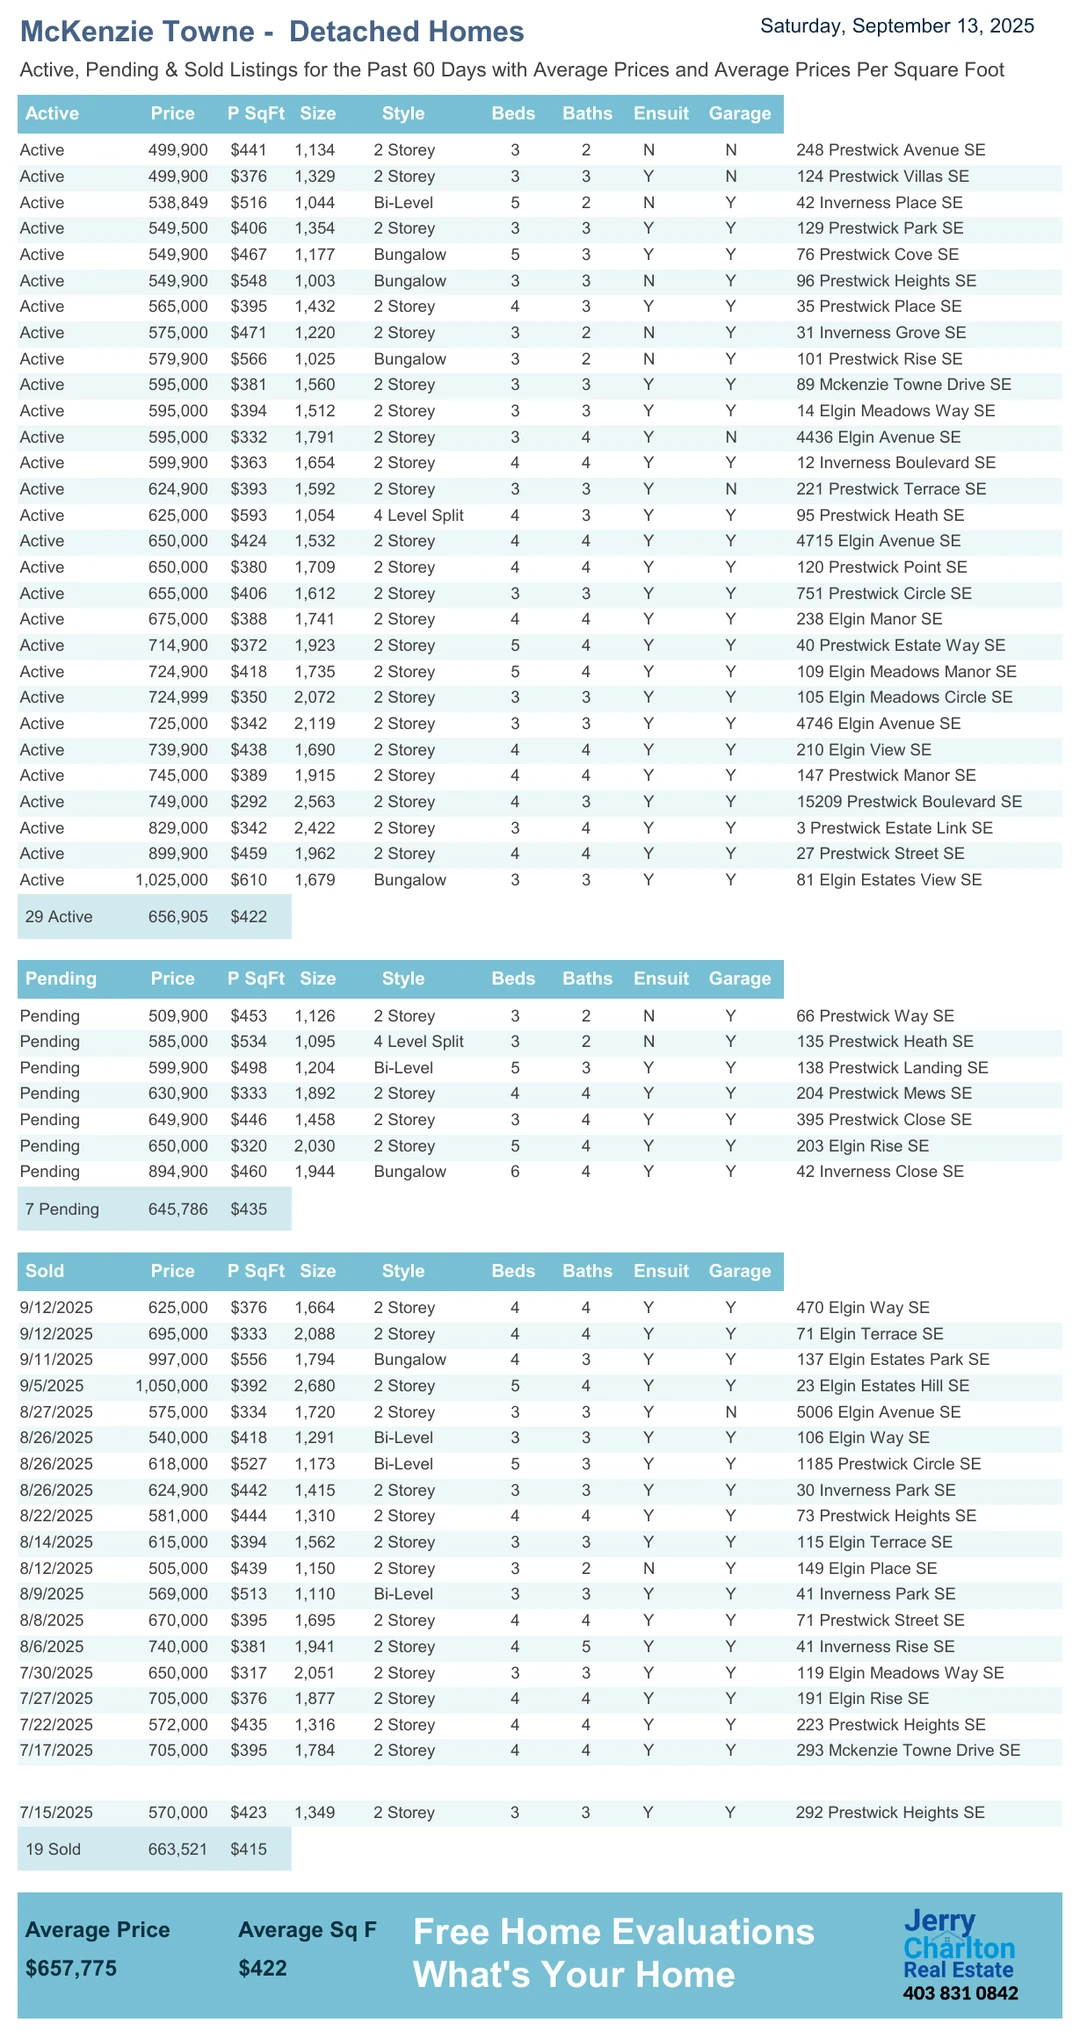 McKenzie Towne - Detached Homes
Saturday, September 13, 2025
Active, Pending & Sold Listings for the Past 60 Days with Average Prices and Average Prices Per Square Foot
Active Price P SqFt Size Style Beds Baths Ensuit Garage
Active 499,900 $441 1,134 2 Storey 3 2 N N 248 Prestwick Avenue SE
Active 499,900 $376 1,329 2 Storey 3 3 Y N 124 Prestwick Villas SE
Active 538,849 $516 1,044 Bi-Level 5 2 N Y 42 Inverness Place SE
Active 549,500 $406 1,354 2 Storey 3 3 Y Y 129 Prestwick Park SE
Active 549,900 $467 1,177 Bungalow 5 3 Y Y 76 Prestwick Cove SE
Active 549,900 $548 1,003 Bungalow 3 3 N Y 96 Prestwick Heights SE
Active 565,000 $395 1,432 2 Storey 4 3 Y Y 35 Prestwick Place SE
Active 575,000 $471 1,220 2 Storey 3 2 N Y 31 Inverness Grove SE
Active 579,900 $566 1,025 Bungalow 3 2 N Y 101 Prestwick Rise SE
Active 595,000 $381 1,560 2 Storey 3 3 Y Y 89 Mckenzie Towne Drive SE
Active 595,000 $394 1,512 2 Storey 3 3 Y Y 14 Elgin Meadows Way SE
Active 595,000 $332 1,791 2 Storey 3 4 Y N 4436 Elgin Avenue SE
Active 599,900 $363 1,654 2 Storey 4 4 Y Y 12 Inverness Boulevard SE
Active 624,900 $393 1,592 2 Storey 3 3 Y N 221 Prestwick Terrace SE
Active 625,000 $593 1,054 4 Level Split 4 3 Y Y 95 Prestwick Heath SE
Active 650,000 $424 1,532 2 Storey 4 4 Y Y 4715 Elgin Avenue SE
Active 650,000 $380 1,709 2 Storey 4 4 Y Y 120 Prestwick Point SE
Active 655,000 $406 1,612 2 Storey 3 3 Y Y 751 Prestwick Circle SE
Active 675,000 $388 1,741 2 Storey 4 4 Y Y 238 Elgin Manor SE
Active 714,900 $372 1,923 2 Storey 5 4 Y Y 40 Prestwick Estate Way SE
Active 724,900 $418 1,735 2 Storey 5 4 Y Y 109 Elgin Meadows Manor SE
Active 724,999 $350 2,072 2 Storey 3 3 Y Y 105 Elgin Meadows Circle SE
Active 725,000 $342 2,119 2 Storey 3 3 Y Y 4746 Elgin Avenue SE
Active 739,900 $438 1,690 2 Storey 4 4 Y Y 210 Elgin View SE
Active 745,000 $389 1,915 2 Storey 4 4 Y Y 147 Prestwick Manor SE
Active 749,000 $292 2,563 2 Storey 4 3 Y Y 15209 Prestwick Boulevard SE
Active 829,000 $342 2,422 2 Storey 3 4 Y Y 3 Prestwick Estate Link SE
Active 899,900 $459 1,962 2 Storey 4 4 Y Y 27 Prestwick Street SE
Active 1,025,000 $610 1,679 Bungalow 3 3 Y Y 81 Elgin Estates View SE
29 Active 656,905 $422
Pending Price P SqFt Size Style Beds Baths Ensuit Garage
Pending 509,900 $453 1,126 2 Storey 3 2 N Y 66 Prestwick Way SE
Pending 585,000 $534 1,095 4 Level Split 3 2 N Y 135 Prestwick Heath SE
Pending 599,900 $498 1,204 Bi-Level 5 3 Y Y 138 Prestwick Landing SE
Pending 630,900 $333 1,892 2 Storey 4 4 Y Y 204 Prestwick Mews SE
Pending 649,900 $446 1,458 2 Storey 3 4 Y Y 395 Prestwick Close SE
Pending 650,000 $320 2,030 2 Storey 5 4 Y Y 203 Elgin Rise SE
Pending 894,900 $460 1,944 Bungalow 6 4 Y Y 42 Inverness Close SE
7 Pending 645,786 $435
Sold Price P SqFt Size Style Beds Baths Ensuit Garage
9/12/2025 625,000 $376 1,664 2 Storey 4 4 Y Y 470 Elgin Way SE
9/12/2025 695,000 $333 2,088 2 Storey 4 4 Y Y 71 Elgin Terrace SE
9/11/2025 997,000 $556 1,794 Bungalow 4 3 Y Y 137 Elgin Estates Park SE
9/5/2025 1,050,000 $392 2,680 2 Storey 5 4 Y Y 23 Elgin Estates Hill SE
8/27/2025 575,000 $334 1,720 2 Storey 3 3 Y N 5006 Elgin Avenue SE
8/26/2025 540,000 $418 1,291 Bi-Level 3 3 Y Y 106 Elgin Way SE
8/26/2025 618,000 $527 1,173 Bi-Level 5 3 Y Y 1185 Prestwick Circle SE
8/26/2025 624,900 $442 1,415 2 Storey 3 3 Y Y 30 Inverness Park SE
8/22/2025 581,000 $444 1,310 2 Storey 4 4 Y Y 73 Prestwick Heights SE
8/14/2025 615,000 $394 1,562 2 Storey 3 3 Y Y 115 Elgin Terrace SE
8/12/2025 505,000 $439 1,150 2 Storey 3 2 N Y 149 Elgin Place SE
8/9/2025 569,000 $513 1,110 Bi-Level 3 3 Y Y 41 Inverness Park SE
8/8/2025 670,000 $395 1,695 2 Storey 4 4 Y Y 71 Prestwick Street SE
8/6/2025 740,000 $381 1,941 2 Storey 4 5 Y Y 41 Inverness Rise SE
7/30/2025 650,000 $317 2,051 2 Storey 3 3 Y Y 119 Elgin Meadows Way SE
7/27/2025 705,000 $376 1,877 2 Storey 4 4 Y Y 191 Elgin Rise SE
7/22/2025 572,000 $435 1,316 2 Storey 4 4 Y Y 223 Prestwick Heights SE
7/17/2025 705,000 $395 1,784 2 Storey 4 4 Y Y 293 Mckenzie Towne Drive SE
7/15/2025 570,000 $423 1,349 2 Storey 3 3 Y Y 292 Prestwick Heights SE
19 Sold 663,521 $415
Average Price Average Sq F
$657,775 $422
Free Home Evaluations
What's Your Home
Jerry
Charlton
Real Estate
403 831 0842